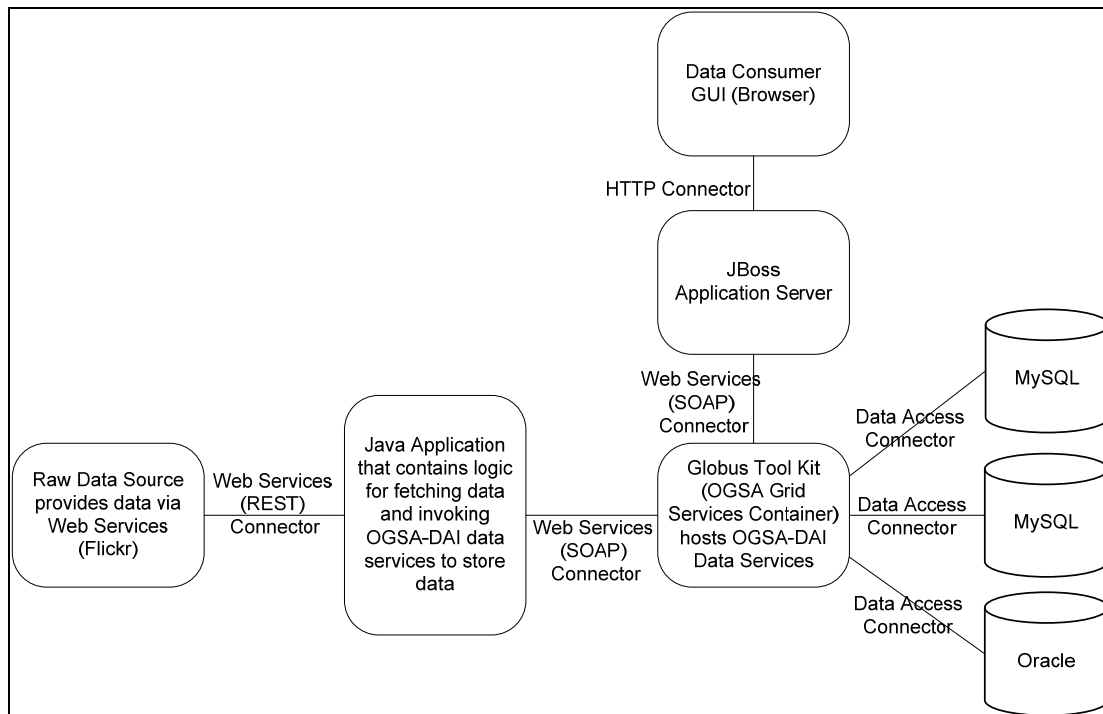 Data Consumer
GUI (Browser)
HTTP Connector
JBoss
Application Server
Web Services
(SOAP)
Connector
MySQL
Data Access
Connector
Raw Data Source
provides data via
Web Services
(Flickr)
Web Services
(REST)
Connector
Java Application
that contains logic
for fetching data
and invoking
OGSA-DAI data
services to store
data
Web Services
(SOAP)
Connector
Globus Tool Kit
(OGSA Grid
Services Container)
hosts OGSA-DAI
Data Services
Data Access
Connector
MySQL
Data Access
Connector
Oracle